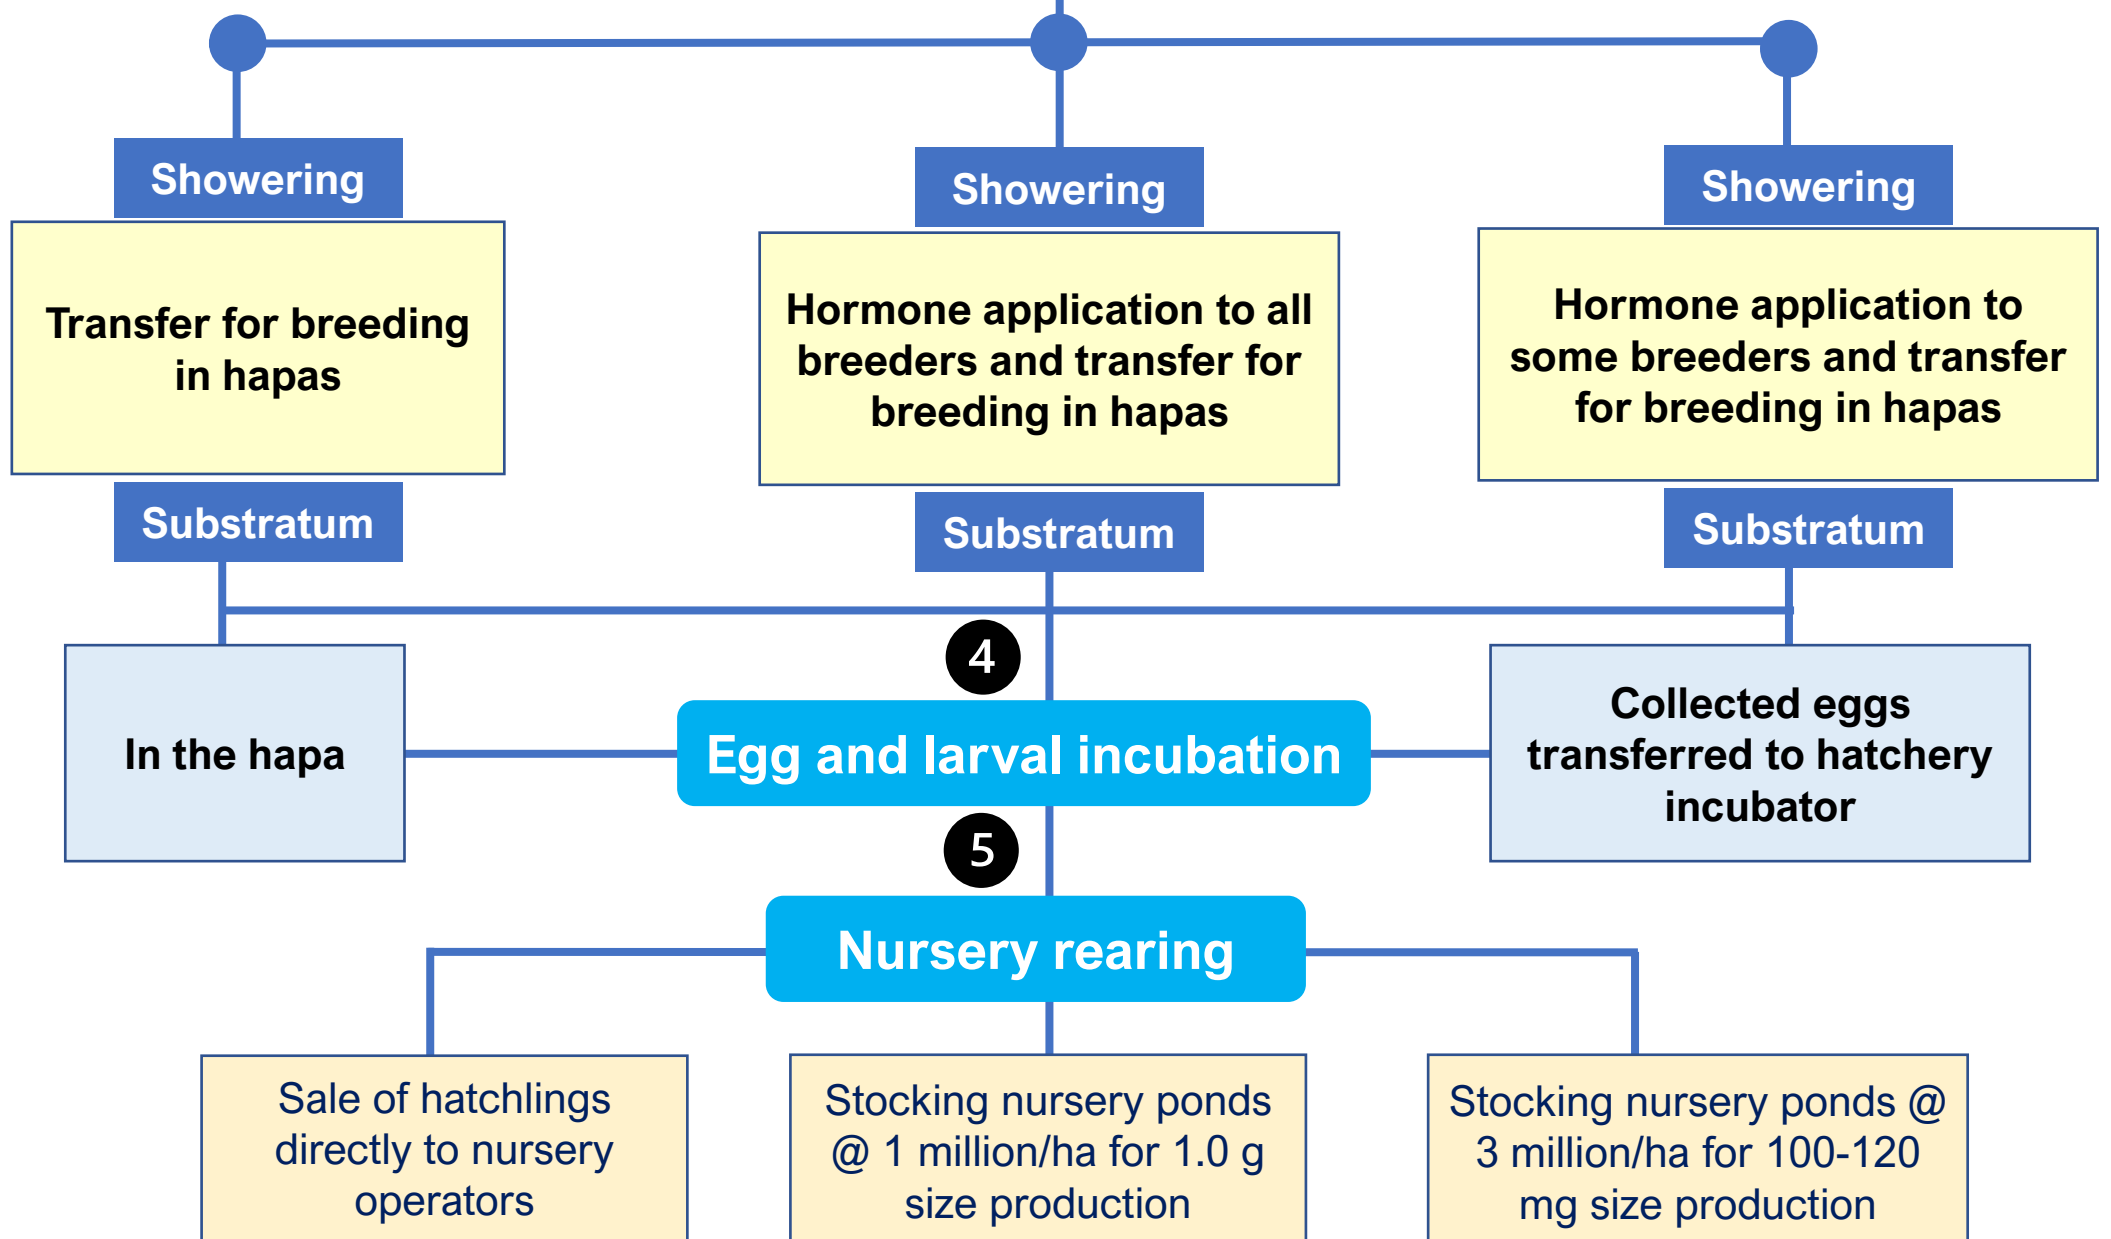 Showering
Showering
Showering
Transfer for breeding
in hapas
Hormone application to all
breeders and transfer for
breeding in hapas
Hormone application to
some breeders and transfer
for breeding in hapas
Substratum
Substratum
Substratum
4
In the hapa
Egg and larval incubation
Collected eggs
transferred to hatchery
incubator
5
Nursery rearing
Sale of hatchlings
directly to nursery
operators
Stocking nursery ponds
@ 1 million/ha for 1.0 g
size production
Stocking nursery ponds @
3 million/ha for 100-120
mg size production